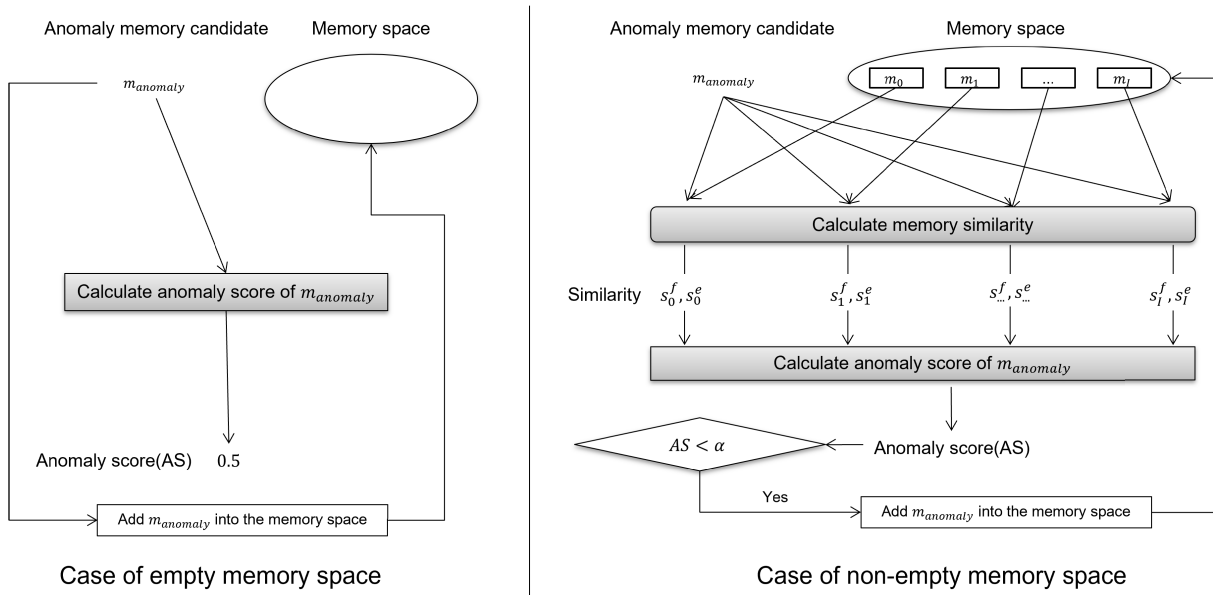 Anomaly memory candidate
Memory space
m_anomaly
Calculate anomaly score of m_anomaly
Anomaly score(AS) 0.5
Add m_anomaly into the memory space
Case of empty memory space
Anomaly memory candidate
Memory space
m_anomaly
m_0 m_1 ... m_I
Calculate memory similarity
Similarity s_0^f, s_0^e s_1^f, s_1^e s_...^f, s_...^e s_I^f, s_I^e
Calculate anomaly score of m_anomaly
AS < α
Anomaly score(AS)
Yes
Add m_anomaly into the memory space
Case of non-empty memory space